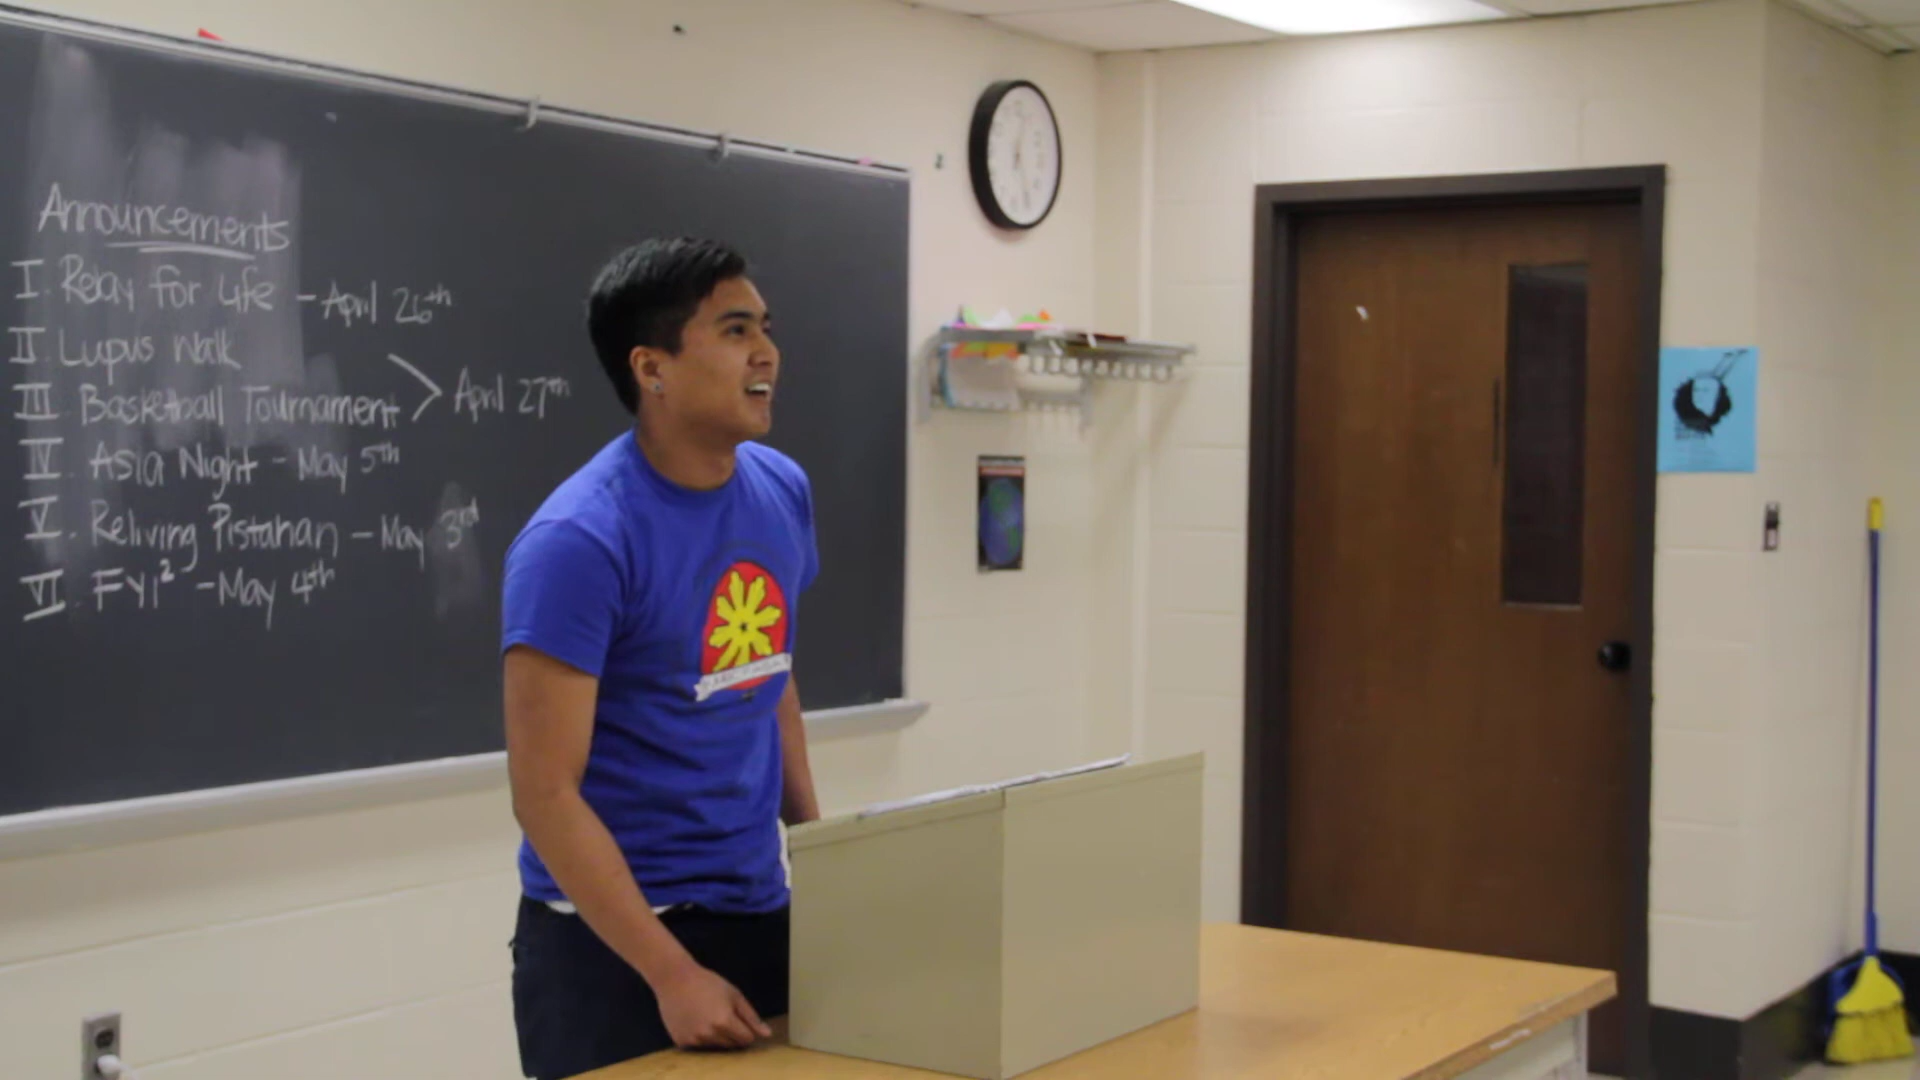 Announcements
I. Relay for Life - April 26th
II. Lupus Walk
III. Basketball Tournament > April 27th
IV. Asia Night - May 5th
V. Reliving Pistahan - May 3rd
VI. FYI² - May 4th